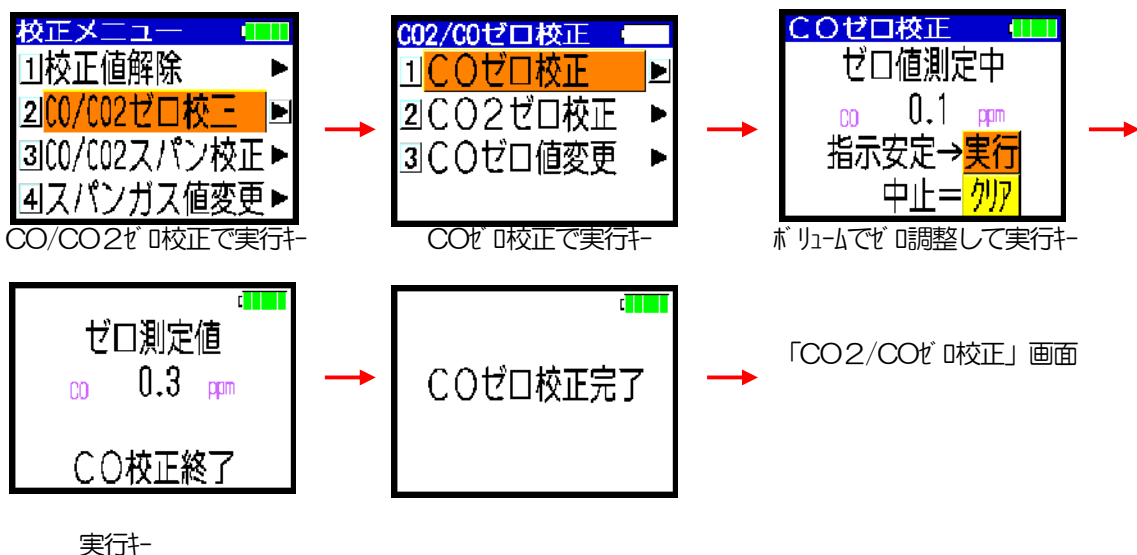 校正メニュー
1校正値解除 ▶
2CO/CO2ゼロ校正 ▶
3CO/CO2スパン校正▶
4スパンガス値変更▶
CO/CO2ｾﾞﾛ校正で実行ｷｰ
CO2/COゼロ校正
1COゼロ校正 ▶
2CO2ゼロ校正 ▶
3COゼロ値変更 ▶
COｾﾞﾛ校正で実行ｷｰ
COゼロ校正
ゼロ値測定中
CO 0.1 ppm
指示安定→実行
中止＝ｸﾘｱ
ﾎﾞﾘｭｰﾑでｾﾞﾛ調整して実行ｷｰ
ゼロ測定値
CO 0.3 ppm
CO校正終了
実行ｷｰ
COゼロ校正完了
「CO2/COｾﾞﾛ校正」画面